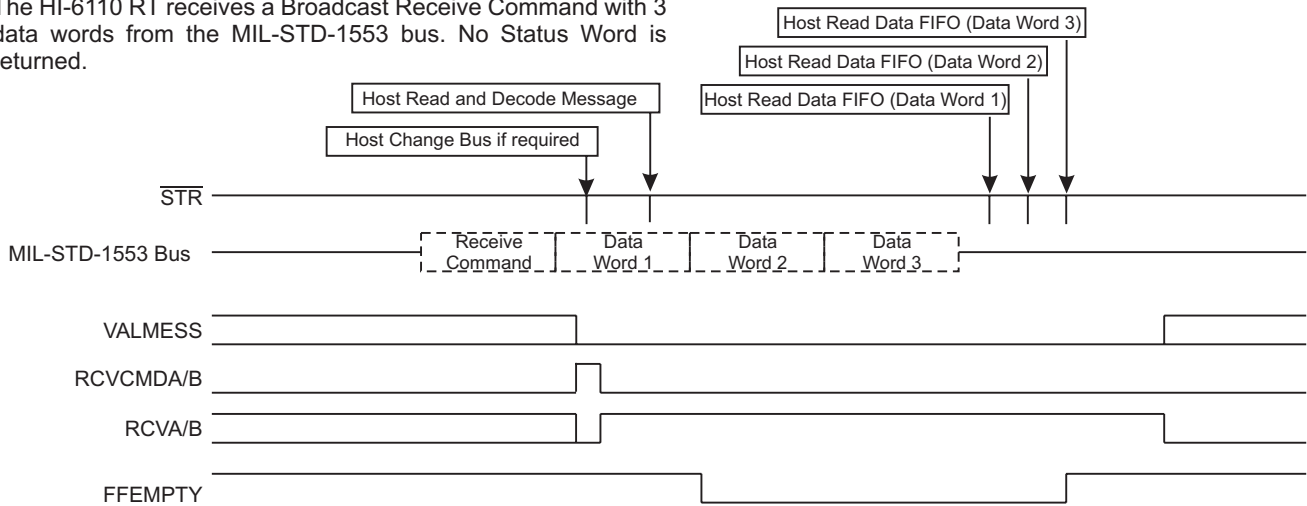 The HI-6110 RT receives a Broadcast Receive Command with 3
data words from the MIL-STD-1553 bus. No Status Word is
returned.
Host Read Data FIFO (Data Word 3)
Host Read Data FIFO (Data Word 2)
Host Read and Decode Message
Host Read Data FIFO (Data Word 1)
Host Change Bus if required
STR
MIL-STD-1553 Bus
Receive
Command
Data
Word 1
Data
Word 2
Data
Word 3
VALMESS
RCVCMDA/B
RCVA/B
FFEMPTY